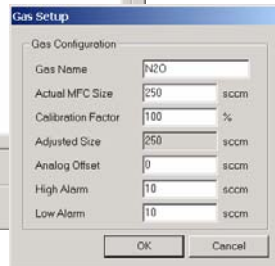 Gas Setup
Gas Configuration
Gas Name N2O
Actual MFC Size 250 sccm
Calibration Factor 100 %
Adjusted Size 250 sccm
Analog Offset 0 sccm
High Alarm 10 sccm
Low Alarm 10 sccm
OK Cancel